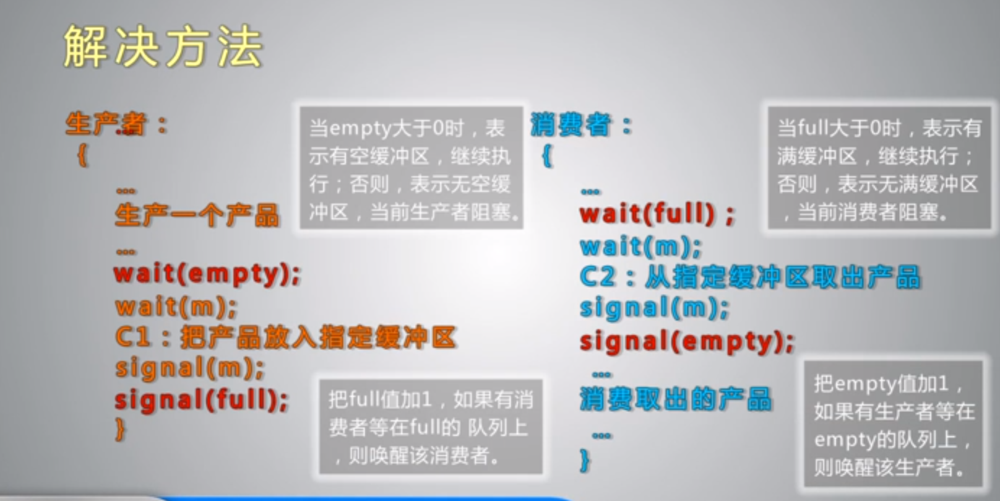 解决方法
生产者：
{
...
生产一个产品
...
wait(empty);
wait(m);
C1：把产品放入指定缓冲区
signal(m);
signal(full);
}
当empty大于0时，表
示有空缓冲区，继续执
行；否则，表示无空缓
冲区，当前生产者阻塞。
把full值加1，如果有消
费者等在full的 队列上
，则唤醒该消费者。
消费者：
{
...
wait(full)；
wait(m);
C2：从指定缓冲区取出产品
signal(m);
signal(empty);
...
消费取出的产品
...
}
当full大于0时，表示有
满缓冲区，继续执行；
否则，表示无满缓冲区
，当前消费者阻塞。
把empty值加1，
如果有生产者等在
empty的队列上，
则唤醒该生产者。